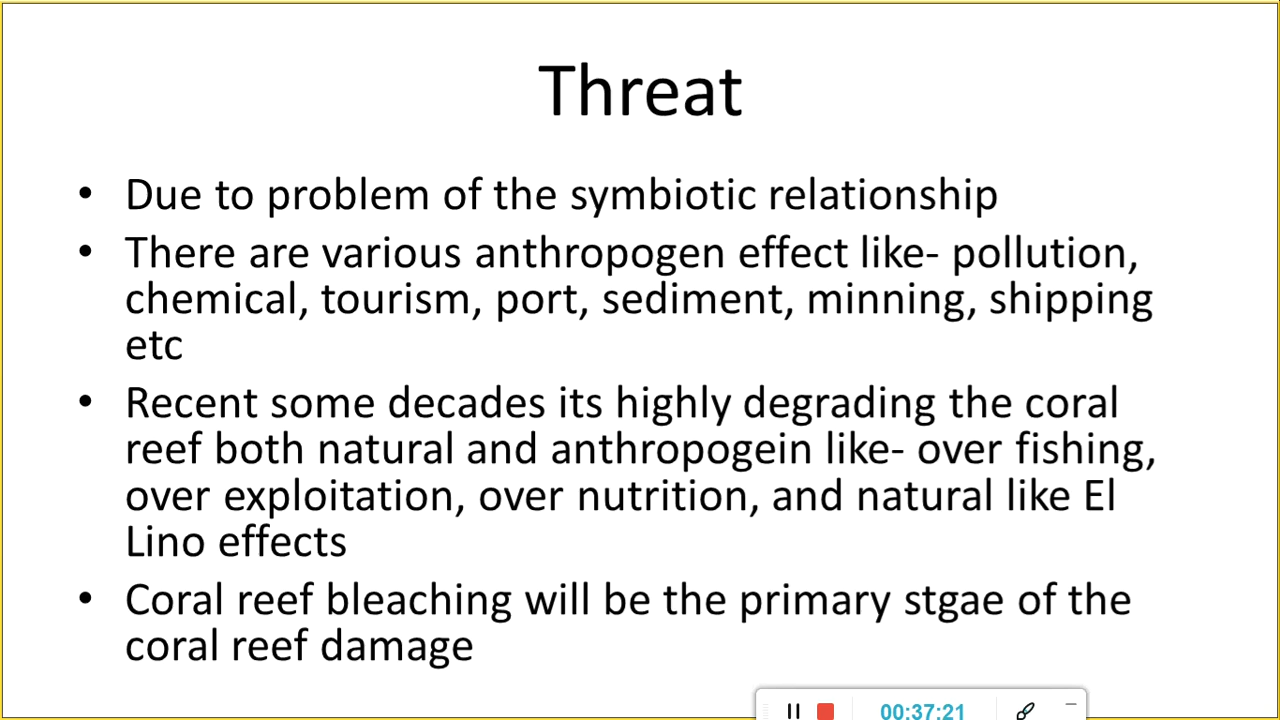 Threat
• Due to problem of the symbiotic relationship
• There are various anthropogen effect like- pollution,
chemical, tourism, port, sediment, minning, shipping
etc
• Recent some decades its highly degrading the coral
reef both natural and anthropogein like- over fishing,
over exploitation, over nutrition, and natural like El
Lino effects
• Coral reef bleaching will be the primary stgae of the
coral reef damage
00:37:21